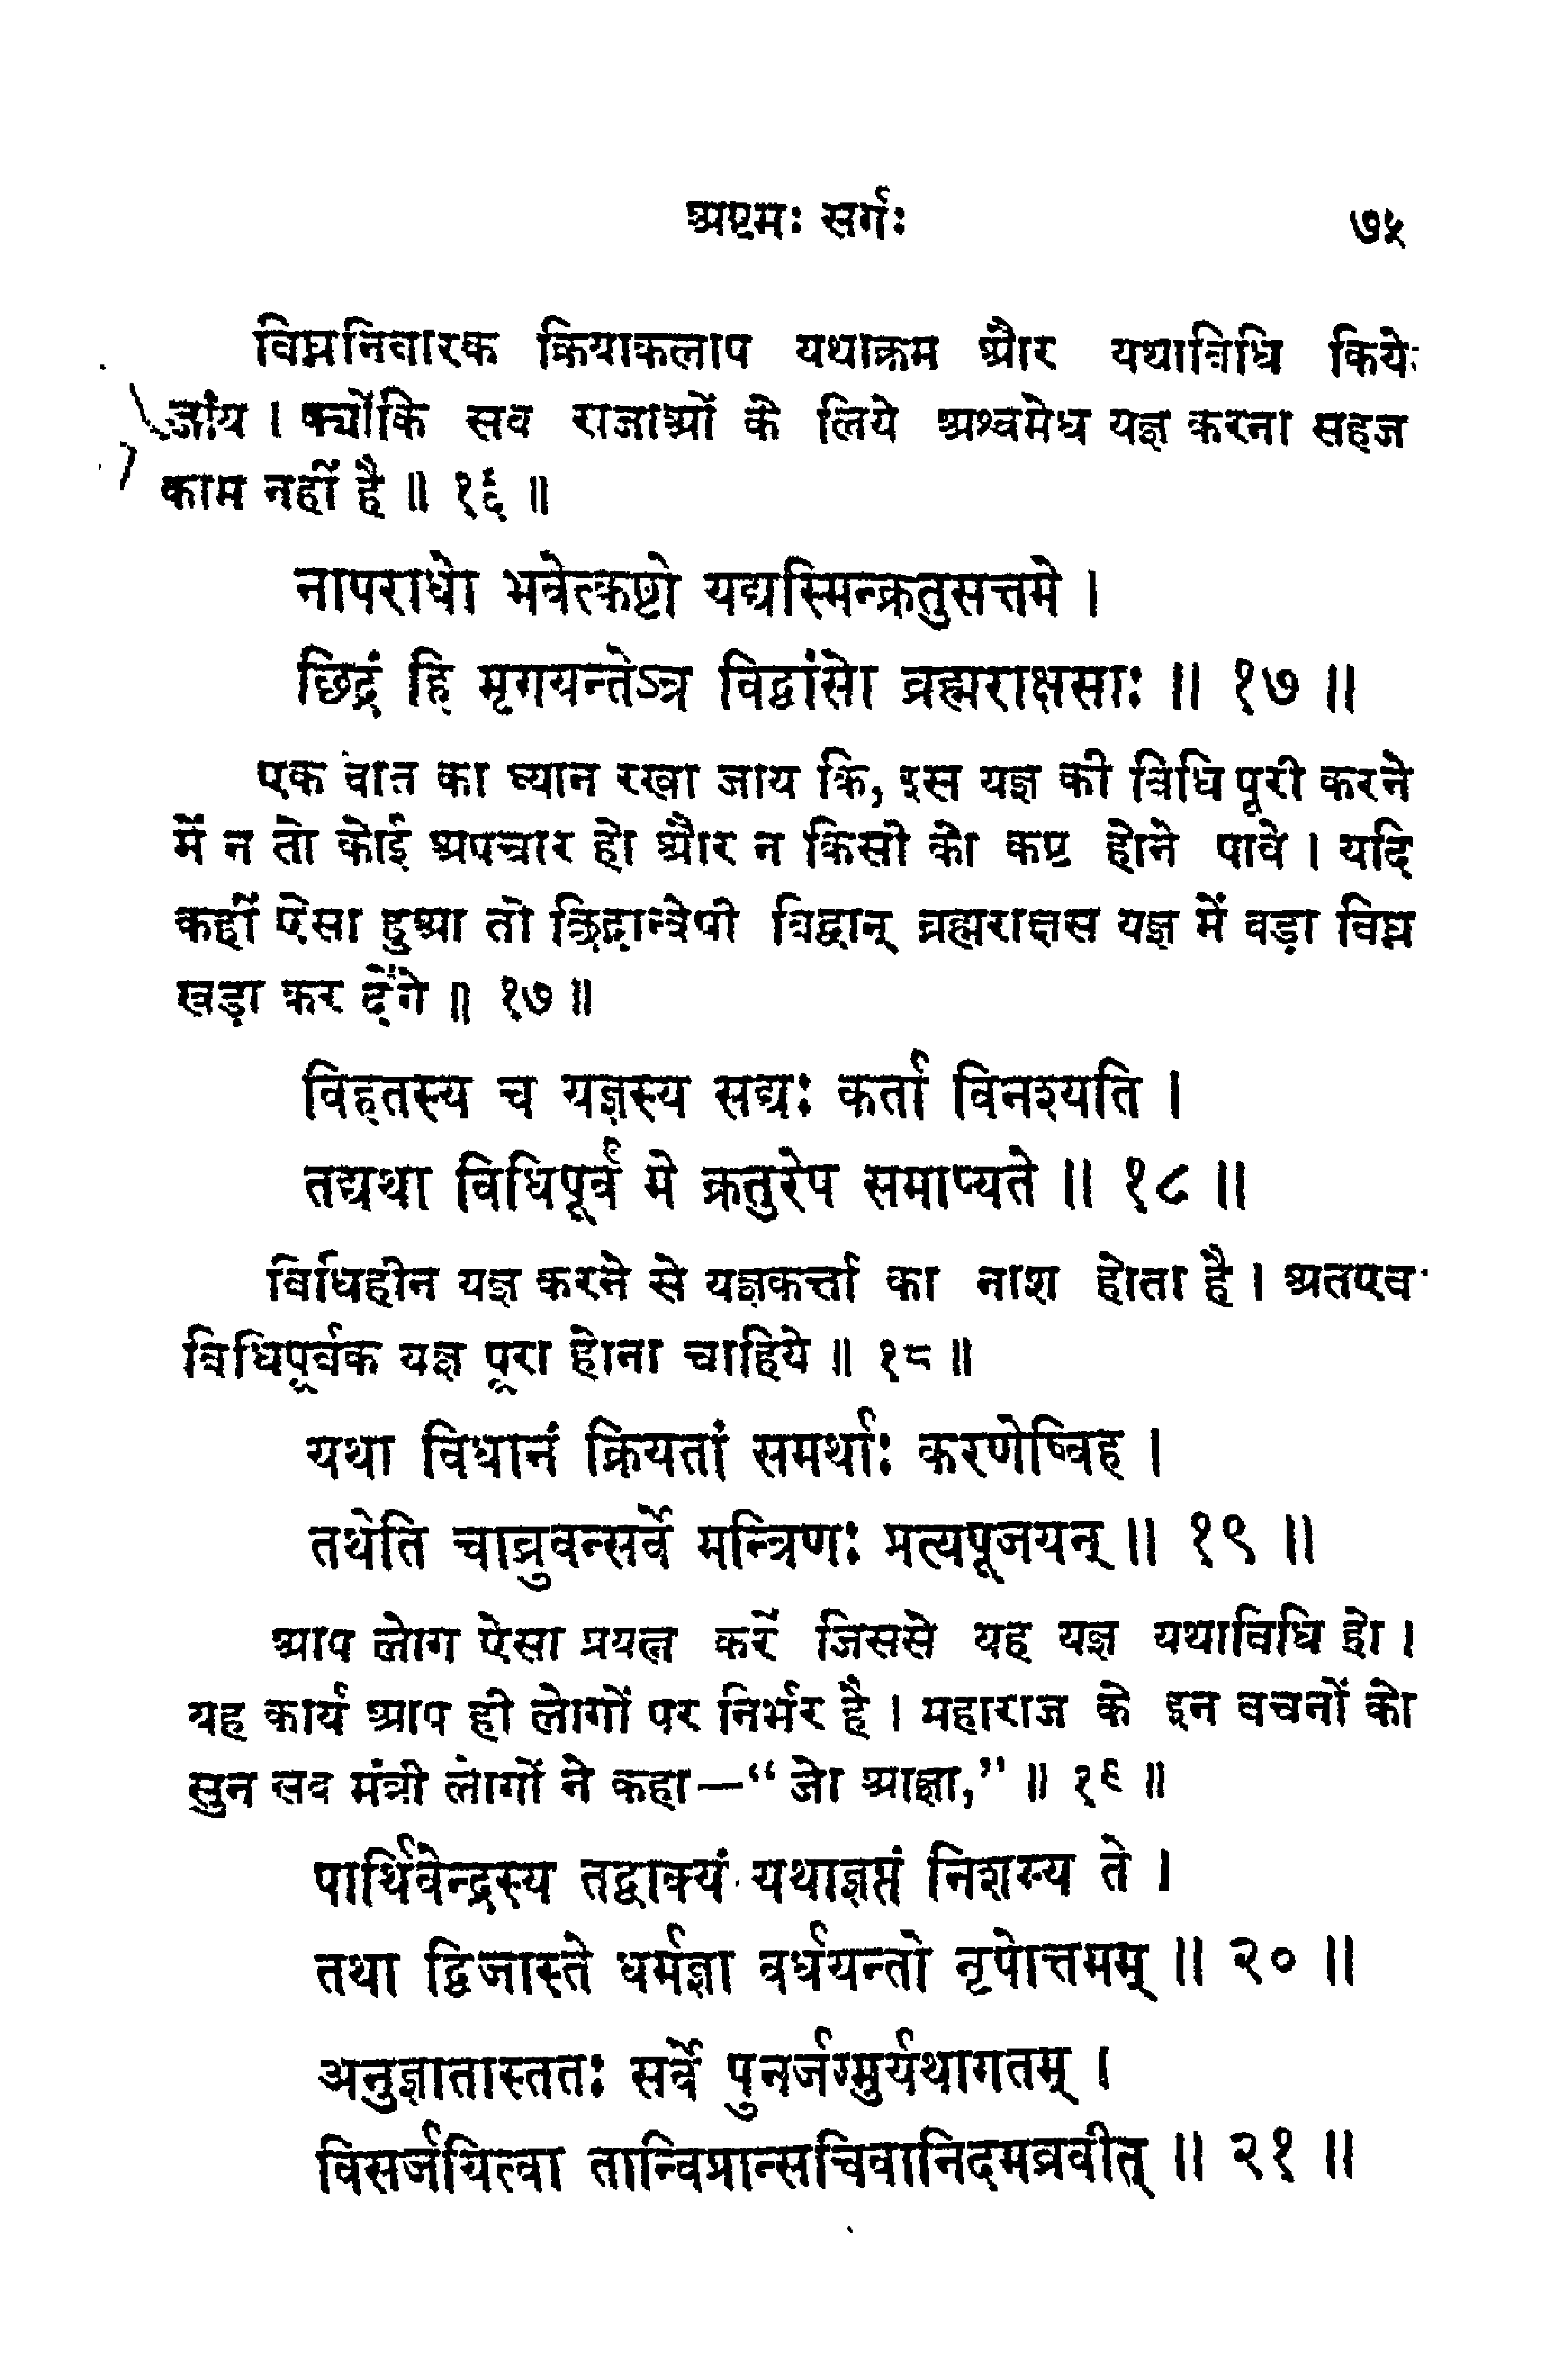 अष्टमः सर्गः ७५
विघ्ननिवारक क्रियाकलाप यथाक्रम और यथाविधि किये
जांय । क्योंकि सब राजाओं के लिये अश्वमेध यज्ञ करना सहज
काम नहीं है ॥ १६ ॥
नापराधो भवेत्कष्टो यद्यस्मिन्क्रतुसत्तमे ।
छिद्रं हि मृगयन्तेऽत्र विद्वांसो ब्रह्मराक्षसाः ॥ १७ ॥
एक बात का ध्यान रखा जाय कि, इस यज्ञ की विधि पूरी करने
में न तो कोई अपचार हो और न किसी को कष्ट होने पावे । यदि
कहीं ऐसा हुआ तो छिद्रान्वेषी विद्वान् ब्रह्मराक्षस यज्ञ में बड़ा विघ्न
खड़ा कर देंगे ॥ १७ ॥
विहतस्य च यज्ञस्य सद्यः कर्ता विनश्यति ।
तद्यथा विधिपूर्वं मे क्रतुरेष समाप्यते ॥ १८ ॥
विधिहीन यज्ञ करने से यज्ञकर्त्ता का नाश होता है । अतएव
विधिपूर्वक यज्ञ पूरा होना चाहिये ॥ १८ ॥
यथा विधानं क्रियतां समर्थाः करणेष्विह ।
तथेति चाब्रुवन्सर्वे मन्त्रिणः प्रत्यपूजयन् ॥ १९ ॥
आप लोग ऐसा प्रयत्न करें जिससे यह यज्ञ यथाविधि हो ।
यह कार्य आप ही लोगों पर निर्भर है । महाराज के इन वचनों को
सुन सब मंत्री लोगों ने कहा—“जो आज्ञा,” ॥ १९ ॥
पार्थिवेन्द्रस्य तद्वाक्यं यथाज्ञप्तं निशम्य ते ।
तथा द्विजास्ते धर्मज्ञा वर्धयन्तो नृपोत्तमम् ॥ २० ॥
अनुज्ञातास्ततः सर्वे पुनर्जग्मुर्यथागतम् ।
विसर्जयित्वा तान्विप्रान्सचिवानिदमब्रवीत् ॥ २१ ॥